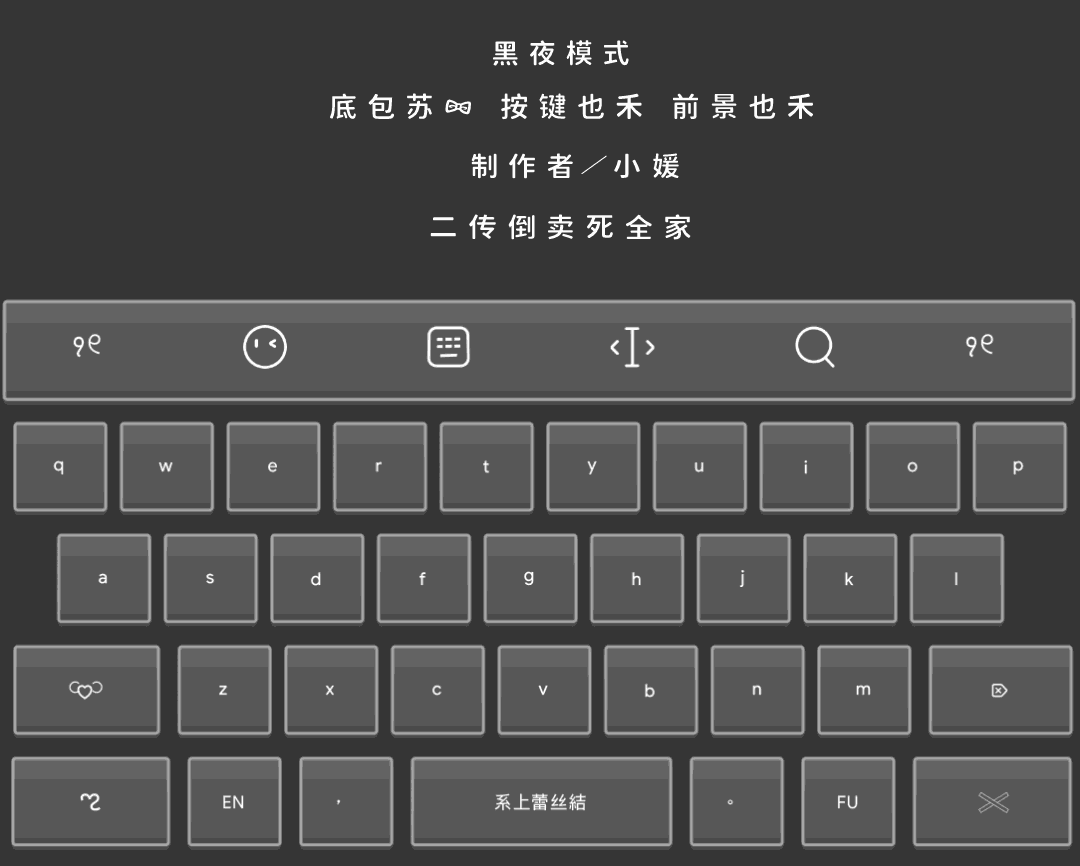 黑夜模式
底包苏 按键也禾 前景也禾
制作者／小媛
二传倒卖死全家
q w e r t y u i o p
a s d f g h j k l
z x c v b n m
EN , 系上蕾丝結 。 FU